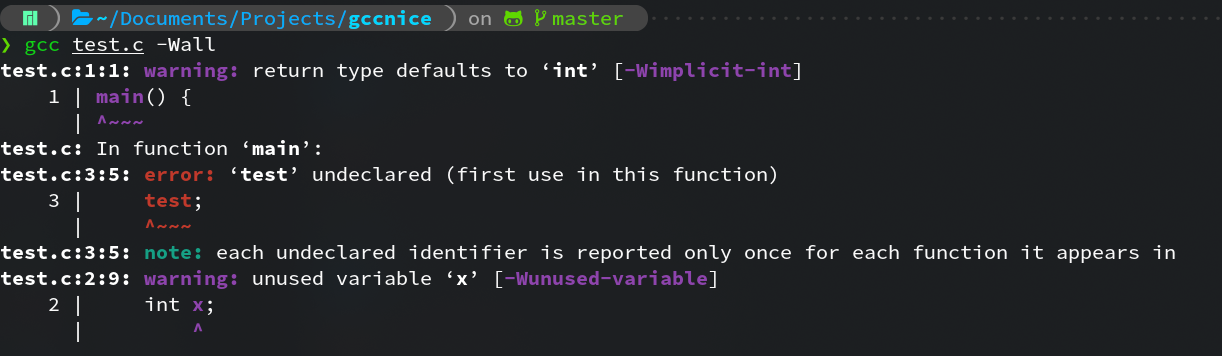 ~/Documents/Projects/gccnice on master
❯ gcc test.c -Wall
test.c:1:1: warning: return type defaults to ‘int’ [-Wimplicit-int]
    1 | main() {
      | ^~~~
test.c: In function ‘main’:
test.c:3:5: error: ‘test’ undeclared (first use in this function)
    3 |     test;
      |     ^~~~
test.c:3:5: note: each undeclared identifier is reported only once for each function it appears in
test.c:2:9: warning: unused variable ‘x’ [-Wunused-variable]
    2 |     int x;
      |         ^